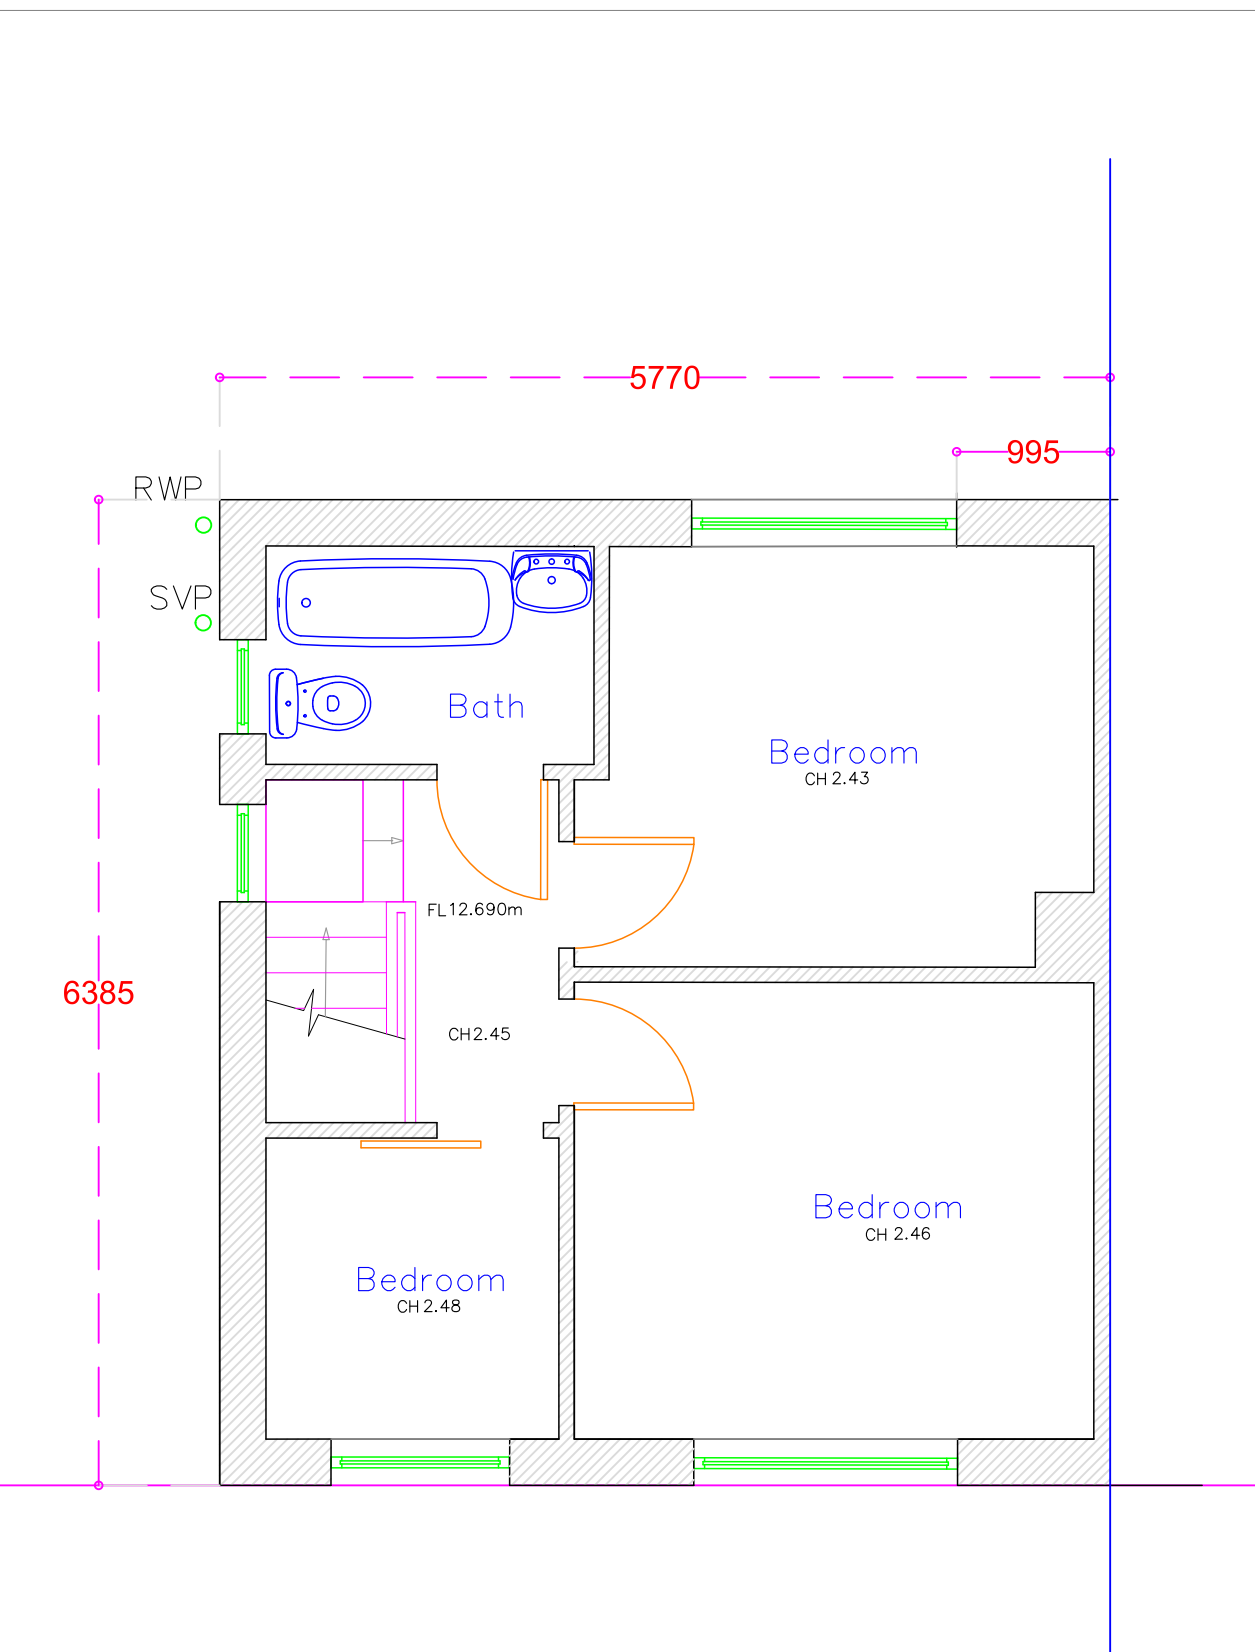 5770
995
RWP
SVP
Bath
Bedroom
CH 2.43
FL12.690m
6385
CH2.45
Bedroom
CH 2.46
Bedroom
CH 2.48